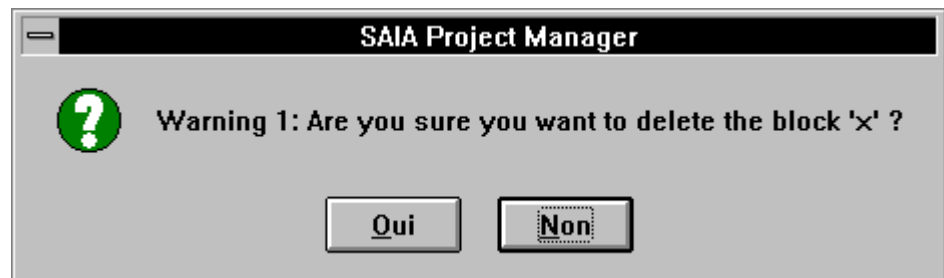 SAIA Project Manager
Warning 1: Are you sure you want to delete the block 'x' ?
Oui Non